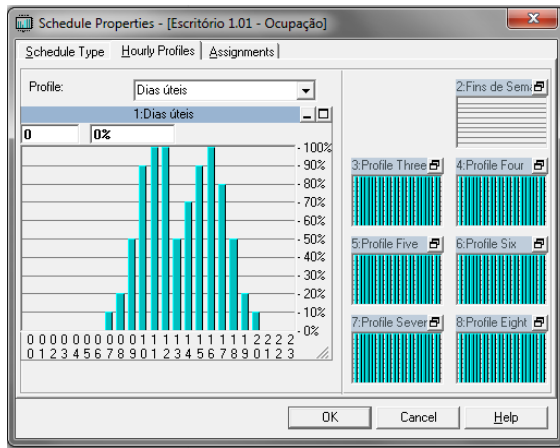 Schedule Properties - [Escritório 1.01 - Ocupação]
Schedule Type Hourly Profiles Assignments
Profile: Dias úteis
1:Dias úteis
0 0%
100%
90%
80%
70%
60%
50%
40%
30%
20%
10%
0%
0 0 0 0 0 0 0 0 0 0 1 1 1 1 1 1 1 1 1 1 2 2 2 2
0 1 2 3 4 5 6 7 8 9 0 1 2 3 4 5 6 7 8 9 0 1 2 3
2:Fins de Sema
3:Profile Three 4:Profile Four
5:Profile Five 6:Profile Six
7:Profile Sever 8:Profile Eight
OK Cancel Help